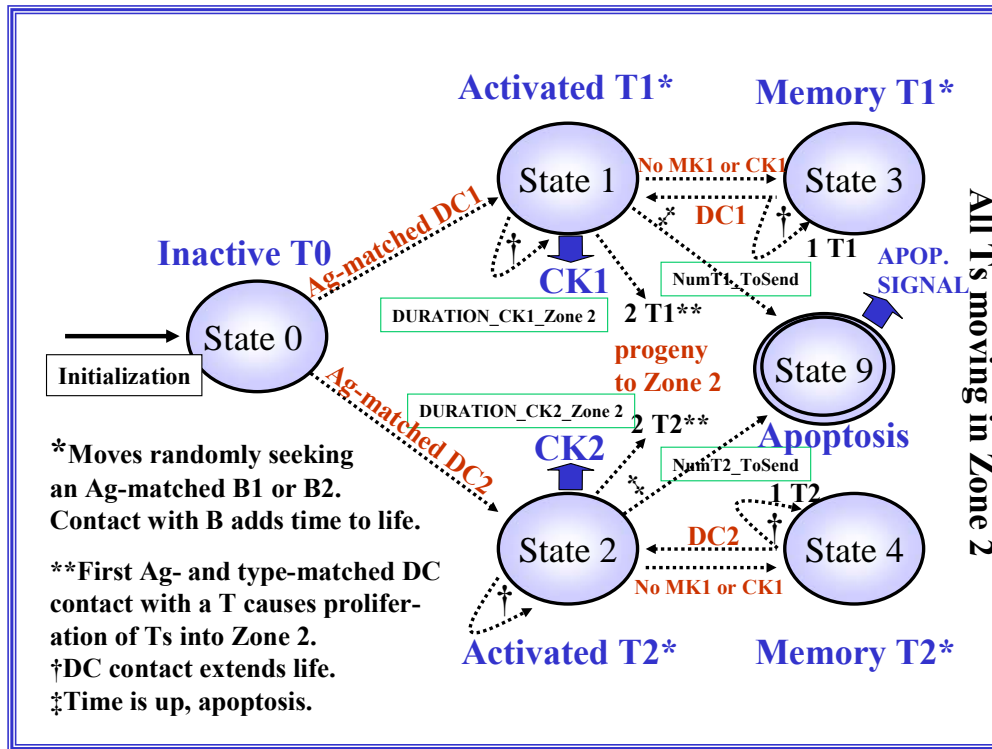 Activated T1*
Memory T1*
State 1
No MK1 or CK1
State 3
DC1
‡
†
†
1 T1
Ag-matched DC1
Inactive T0
CK1
NumT1_ToSend
APOP.
SIGNAL
All Ts moving in Zone 2
DURATION_CK1_Zone 2
2 T1**
State 0
Initialization
progeny
to Zone 2
State 9
Ag-matched DC2
DURATION_CK2_Zone 2
2 T2**
Apoptosis
CK2
NumT2_ToSend
‡
1 T2
*Moves randomly seeking
an Ag-matched B1 or B2.
Contact with B adds time to life.
State 2
DC2
†
State 4
No MK1 or CK1
†
**First Ag- and type-matched DC
contact with a T causes prolifer-
ation of Ts into Zone 2.
†DC contact extends life.
‡Time is up, apoptosis.
Activated T2*
Memory T2*